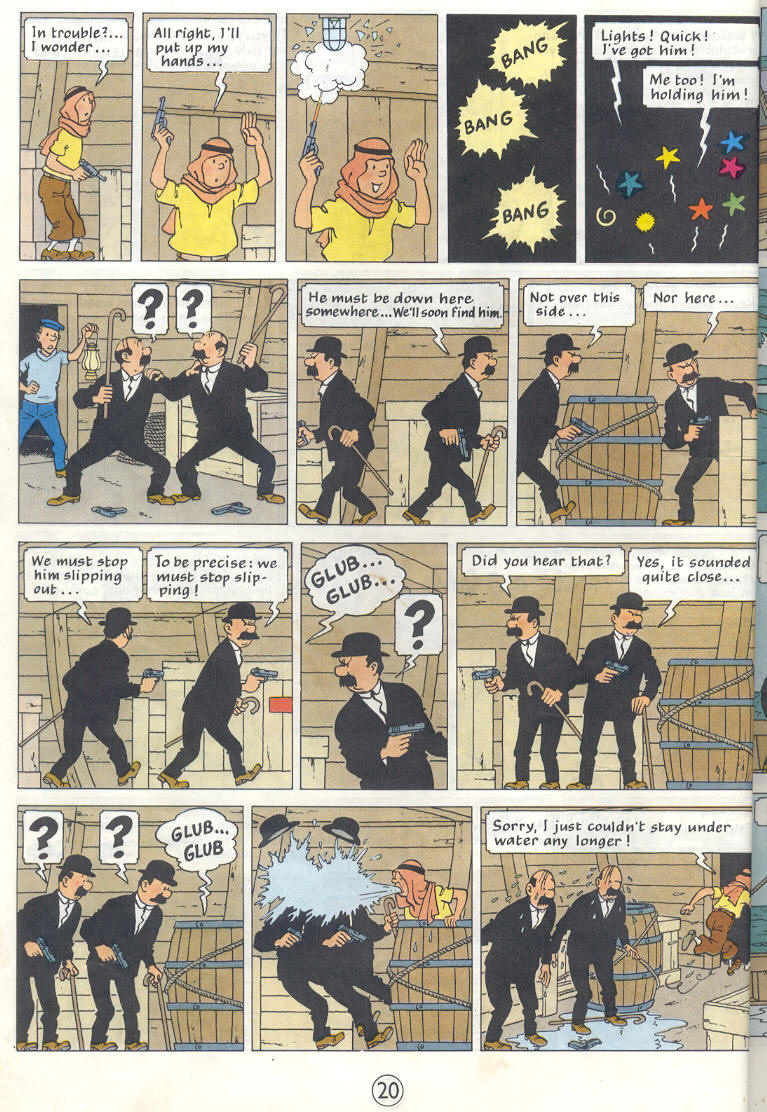 In trouble?...
I wonder...
All right, I'll
put up my
hands...
BANG
BANG
BANG
Lights! Quick!
I've got him!
Me too! I'm
holding him!
?
?
He must be down here
somewhere... We'll soon find him.
Not over this
side...
Nor here...
We must stop
him slipping
out...
To be precise: we
must stop slip-
ping!
GLUB...
GLUB...
?
Did you hear that?
Yes, it sounded
quite close...
?
?
GLUB...
GLUB
Sorry, I just couldn't stay under
water any longer!
20